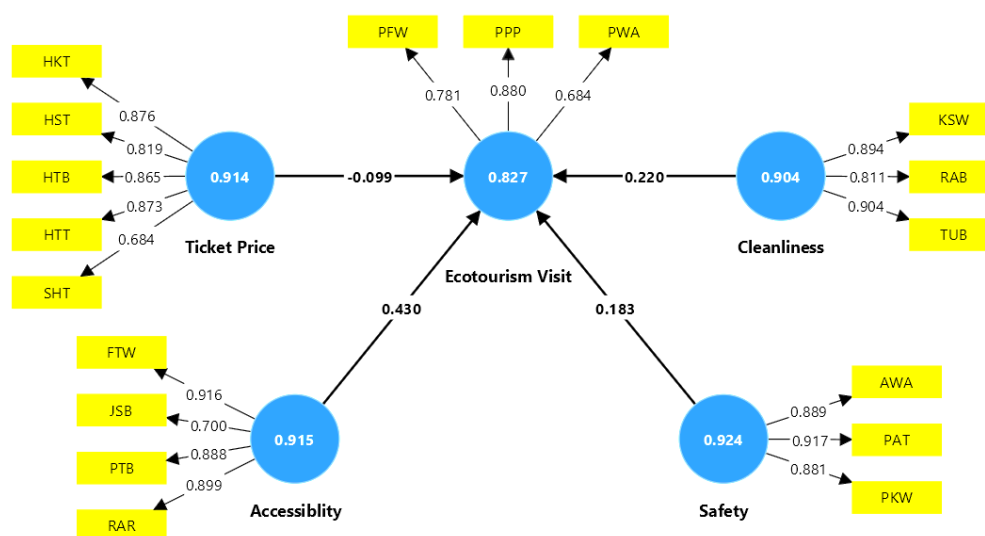 PFW
PPP
PWA
0.781
0.880
0.684
HKT
HST
HTB
HTT
SHT
0.876
0.819
0.865
0.873
0.684
0.914
Ticket Price
-0.099
0.827
Ecotourism Visit
0.220
0.904
Cleanliness
0.894
0.811
0.904
KSW
RAB
TUB
0.430
0.183
FTW
JSB
PTB
RAR
0.916
0.700
0.888
0.899
0.915
Accessiblity
0.924
Safety
0.889
0.917
0.881
AWA
PAT
PKW